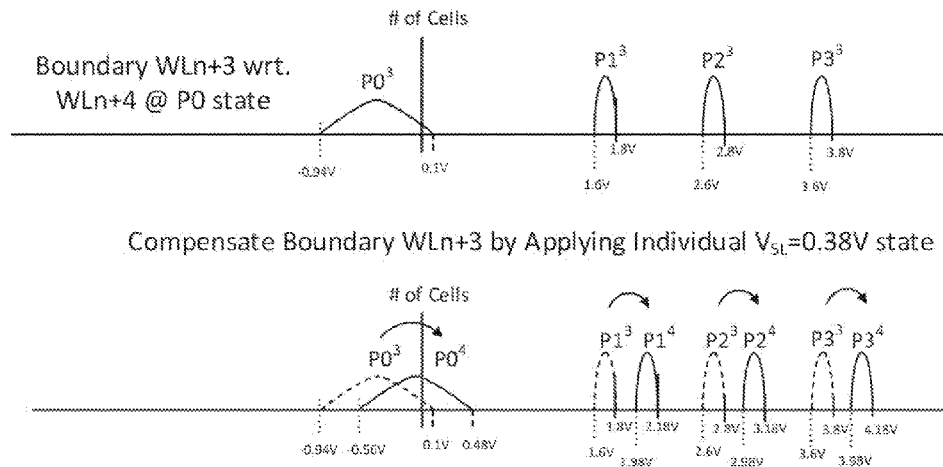 # of Cells
Boundary WLn+3 wrt.
WLn+4 @ P0 state
P0³ P1³ P2³ P3³
-0.94V 0.1V 1.6V 1.8V 2.6V 2.8V 3.6V 3.8V
Compensate Boundary WLn+3 by Applying Individual V_SL=0.38V state
# of Cells
P0³ P0⁴ P1³ P1⁴ P2³ P2⁴ P3³ P3⁴
-0.94V -0.56V 0.1V 0.48V 1.6V 1.8V 1.98V 2.18V 2.6V 2.8V 2.98V 3.18V 3.6V 3.8V 3.98V 4.18V